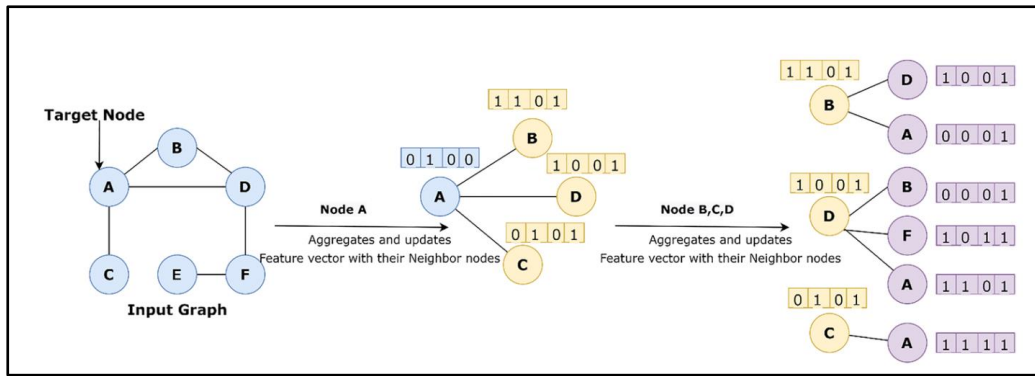 Target Node
B
A
D
C
E
F
Input Graph
Node A
Aggregates and updates
Feature vector with their Neighbor nodes
1 1 0 1
B
0 1 0 0
1 0 0 1
A
D
0 1 0 1
C
Node B,C,D
Aggregates and updates
Feature vector with their Neighbor nodes
1 1 0 1
B
D
1 0 0 1
A
0 0 0 1
1 0 0 1
D
B
0 0 0 1
F
1 0 1 1
A
1 1 0 1
0 1 0 1
C
A
1 1 1 1